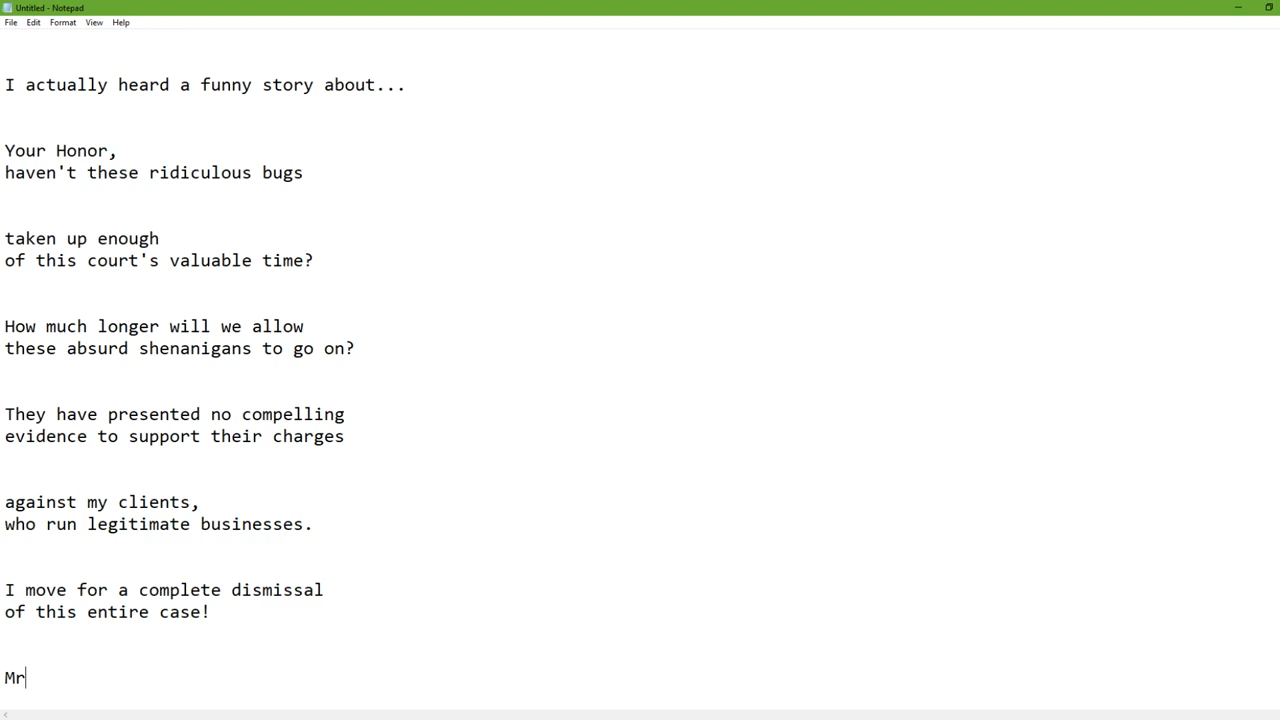 Untitled - Notepad
File Edit Format View Help
I actually heard a funny story about...
Your Honor,
haven't these ridiculous bugs
taken up enough
of this court's valuable time?
How much longer will we allow
these absurd shenanigans to go on?
They have presented no compelling
evidence to support their charges
against my clients,
who run legitimate businesses.
I move for a complete dismissal
of this entire case!
Mr